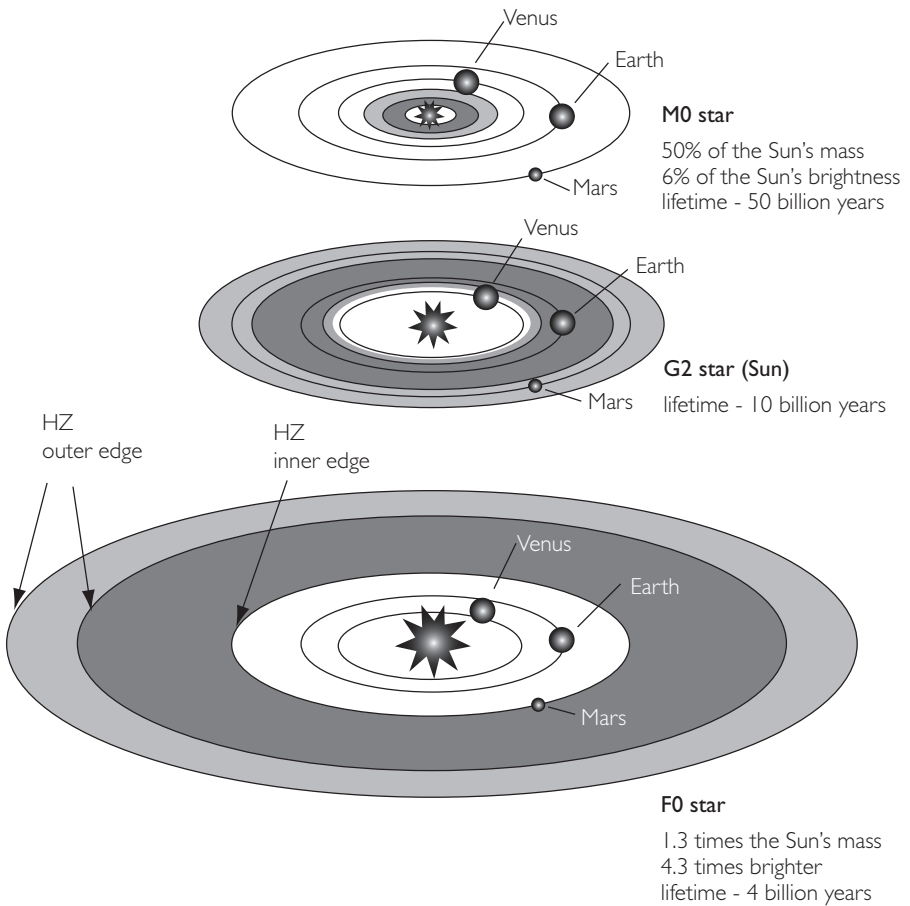 Venus
Earth
M0 star
50% of the Sun's mass
6% of the Sun's brightness
lifetime - 50 billion years
Mars
Venus
Earth
G2 star (Sun)
lifetime - 10 billion years
Mars
HZ
outer edge
HZ
inner edge
Venus
Earth
Mars
F0 star
1.3 times the Sun's mass
4.3 times brighter
lifetime - 4 billion years